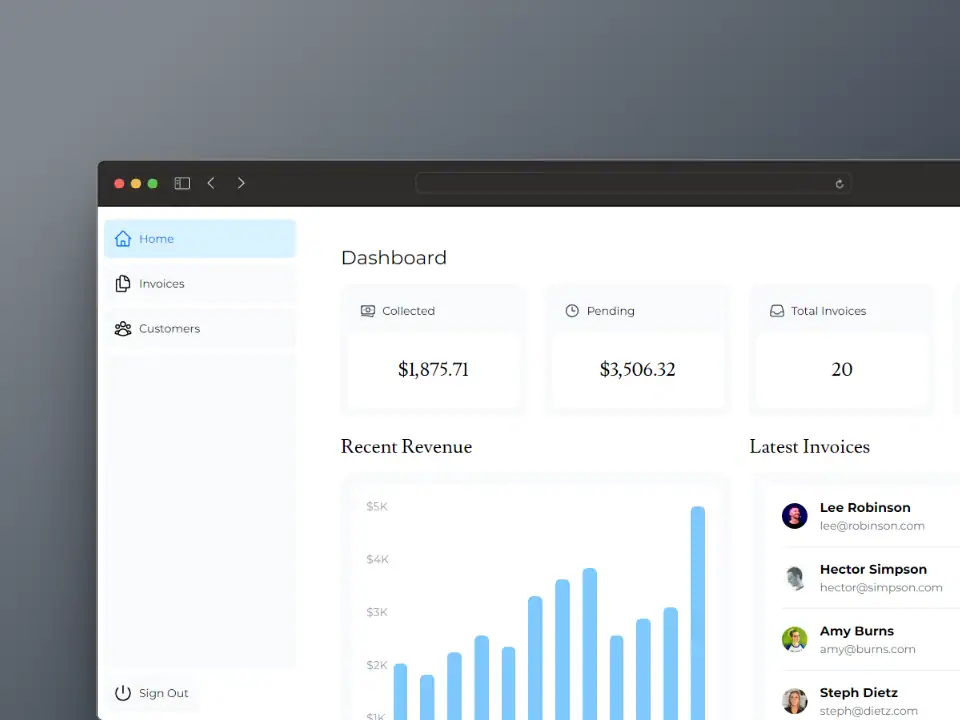 Home
Invoices
Customers
Sign Out
Dashboard
Collected
$1,875.71
Pending
$3,506.32
Total Invoices
20
Recent Revenue
$5K
$4K
$3K
$2K
$1K
Latest Invoices
Lee Robinson
lee@robinson.com
Hector Simpson
hector@simpson.com
Amy Burns
amy@burns.com
Steph Dietz
steph@dietz.com